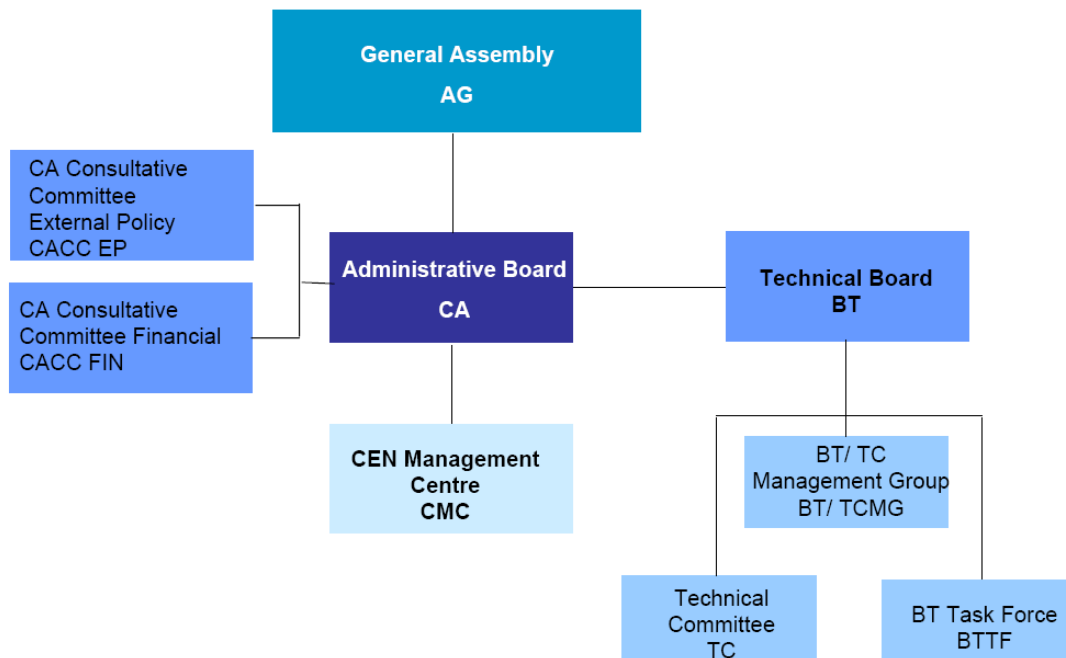 General Assembly
AG
CA Consultative
Committee
External Policy
CACC EP
CA Consultative
Committee Financial
CACC FIN
Administrative Board
CA
Technical Board
BT
CEN Management
Centre
CMC
BT/ TC
Management Group
BT/ TCMG
Technical
Committee
TC
BT Task Force
BTTF